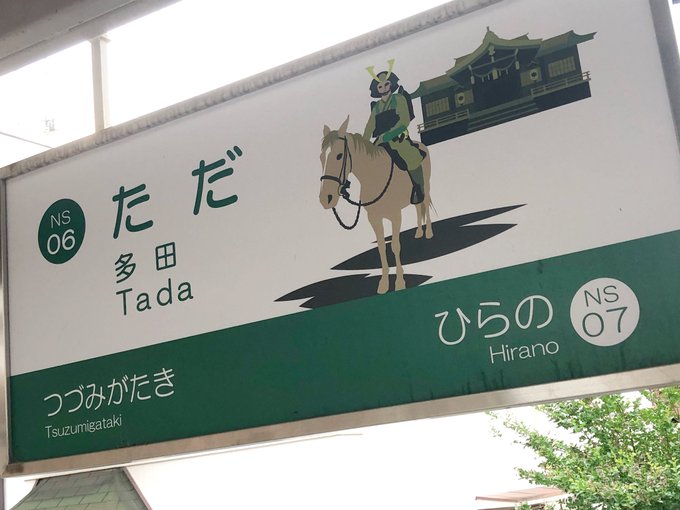 NS
06
ただ
多田
Tada
つづみがたき
Tsuzumigataki
ひらの
Hirano
NS
07